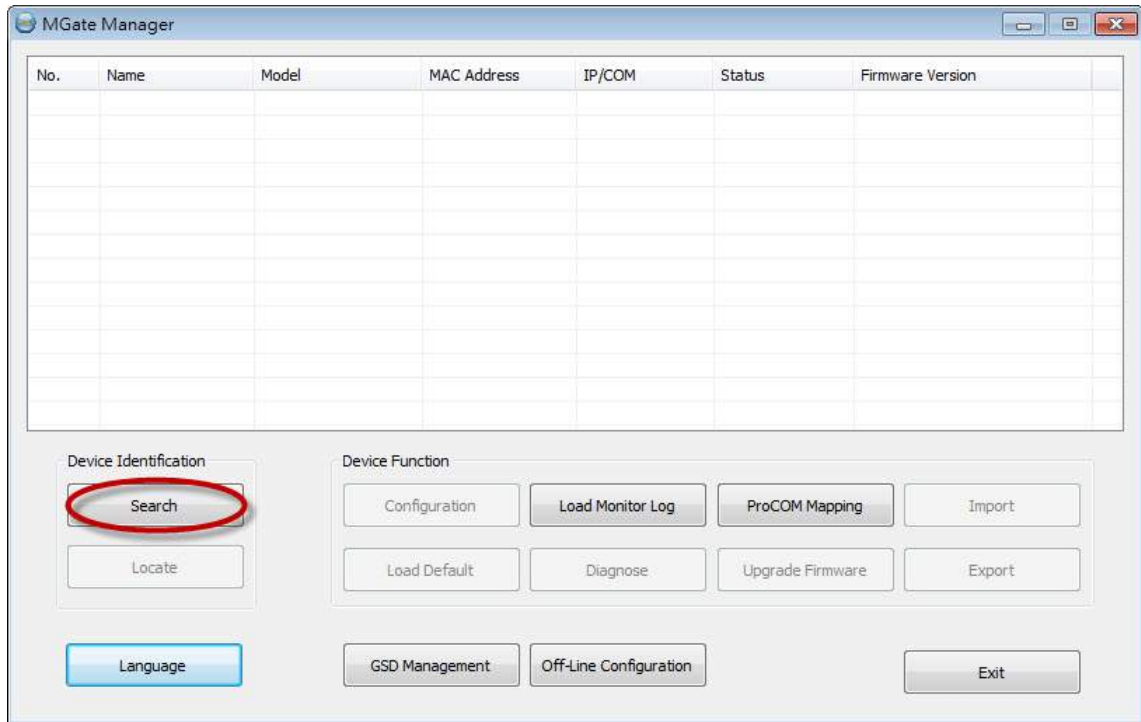 MGate Manager
No. Name Model MAC Address IP/COM Status Firmware Version
Device Identification Device Function
Search Configuration Load Monitor Log ProCOM Mapping Import
Locate Load Default Diagnose Upgrade Firmware Export
Language GSD Management Off-Line Configuration Exit